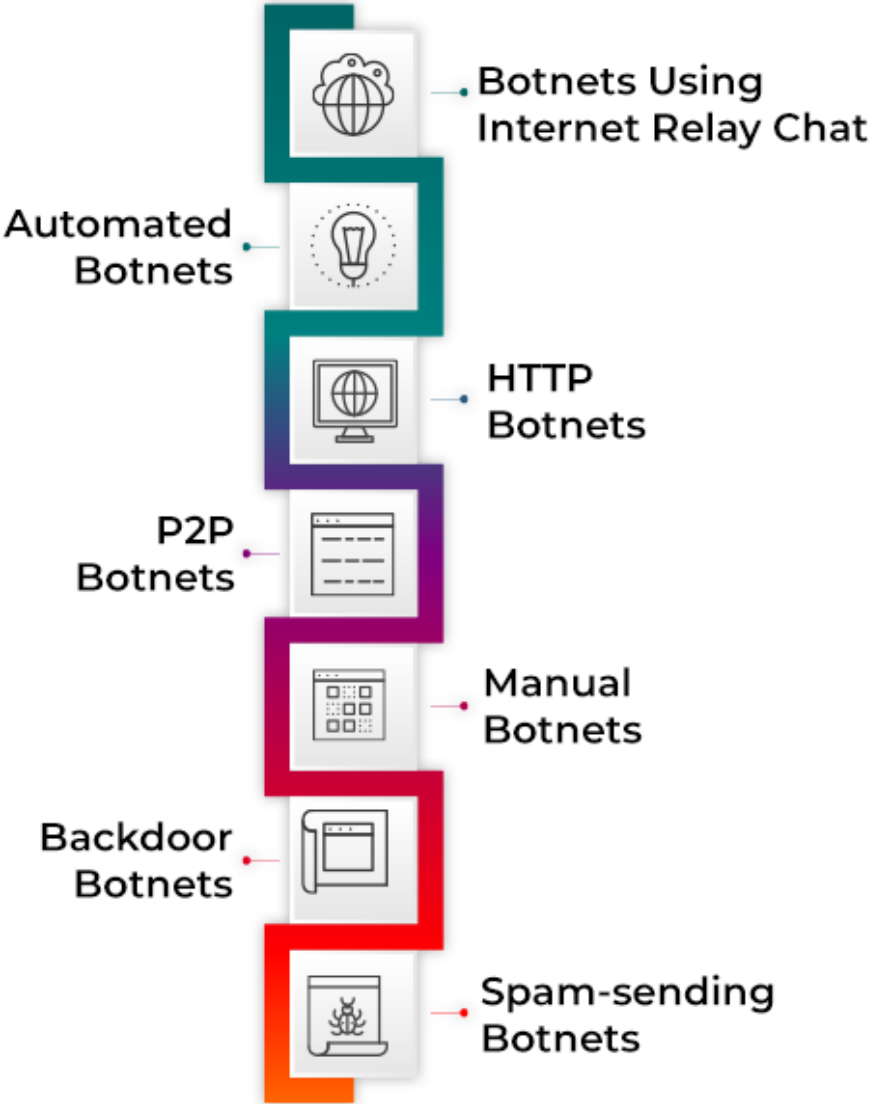 Botnets Using
Internet Relay Chat
Automated
Botnets
HTTP
Botnets
P2P
Botnets
Manual
Botnets
Backdoor
Botnets
Spam-sending
Botnets